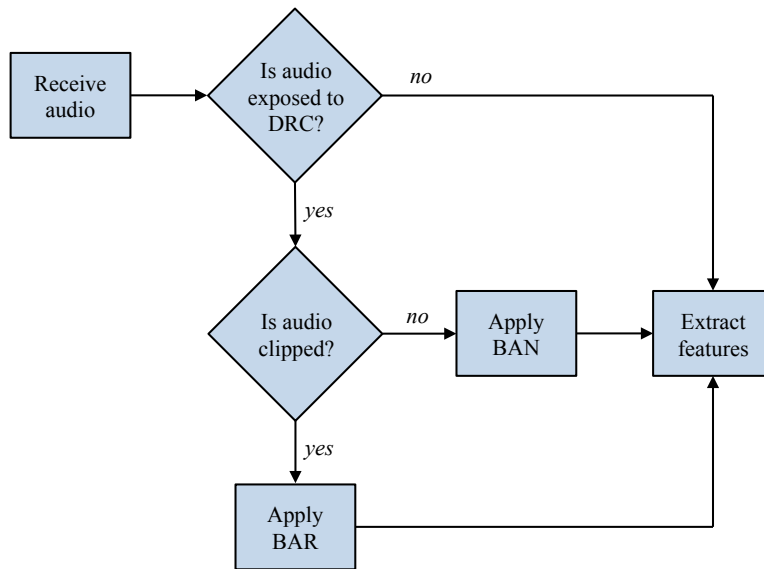 Receive
audio
Is audio
exposed to
DRC?
no
yes
Is audio
clipped?
no
Apply
BAN
Extract
features
yes
Apply
BAR